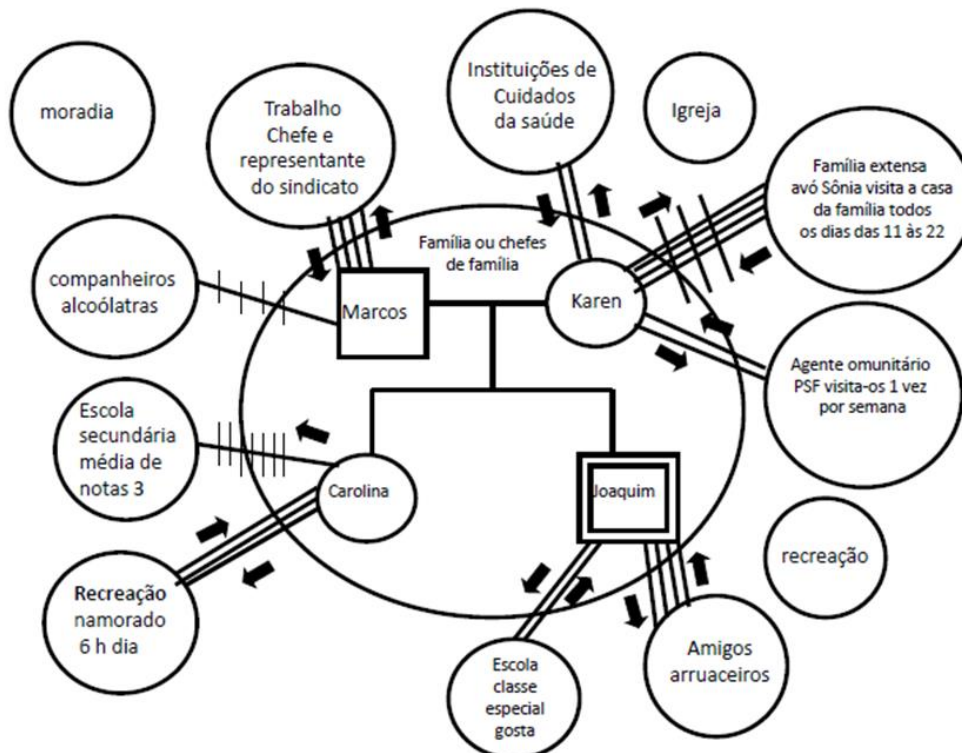 moradia
Trabalho
Chefe e
representante
do sindicato
Instituições de
Cuidados
da saúde
Igreja
Família extensa
avó Sônia visita a casa
da família todos
os dias das 11 às 22
companheiros
alcoólatras
Família ou chefes
de família
Marcos
Karen
Agente omunitário
PSF visita-os 1 vez
por semana
Escola
secundária
média de
notas 3
Carolina
Joaquim
recreação
Recreação
namorado
6 h dia
Escola
classe
especial
gosta
Amigos
arruaceiros